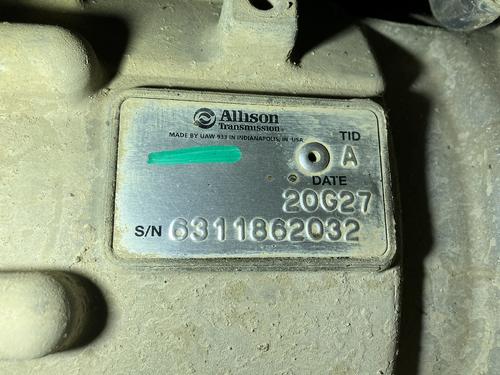 Allison
Transmission
MADE BY UAW 933 IN INDIANAPOLIS, IN USA
TID
A
DATE
20G27
S/N 6311862032